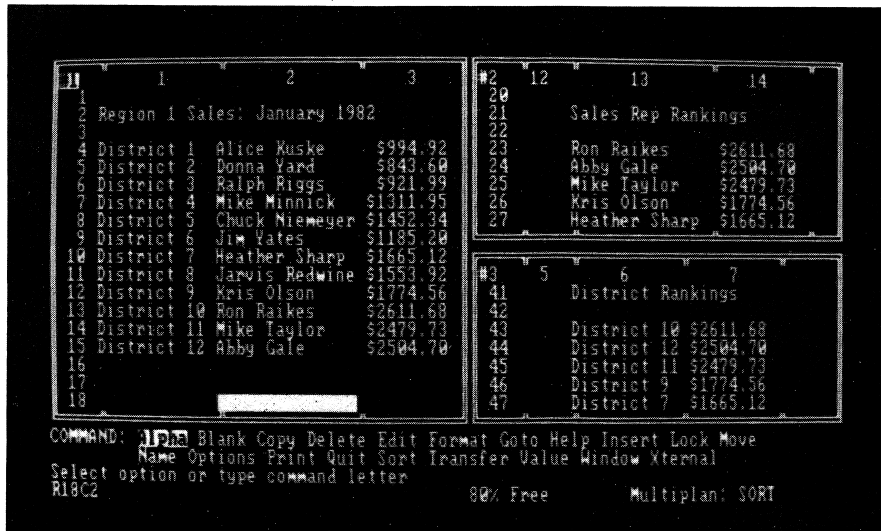 #1 1 2 3
1
2 Region 1 Sales: January 1982
3
4 District 1 Alice Kuske $994.92
5 District 2 Donna Yard $843.60
6 District 3 Ralph Riggs $921.99
7 District 4 Mike Minnick $1311.95
8 District 5 Chuck Niemeyer $1452.34
9 District 6 Jim Yates $1185.20
10 District 7 Heather Sharp $1665.12
11 District 8 Jarvis Redwine $1553.92
12 District 9 Kris Olson $1774.56
13 District 10 Ron Raikes $2611.68
14 District 11 Mike Taylor $2479.73
15 District 12 Abby Gale $2504.70
16
17
18
#2 12 13 14
20
21 Sales Rep Rankings
22
23 Ron Raikes $2611.68
24 Abby Gale $2504.70
25 Mike Taylor $2479.73
26 Kris Olson $1774.56
27 Heather Sharp $1665.12
#3 5 6 7
41 District Rankings
42
43 District 10 $2611.68
44 District 12 $2504.70
45 District 11 $2479.73
46 District 9 $1774.56
47 District 7 $1665.12
COMMAND: Alpha Blank Copy Delete Edit Format Goto Help Insert Lock Move
Name Options Print Quit Sort Transfer Value Window Xternal
Select option or type command letter
R18C2 80% Free Multiplan: SORT